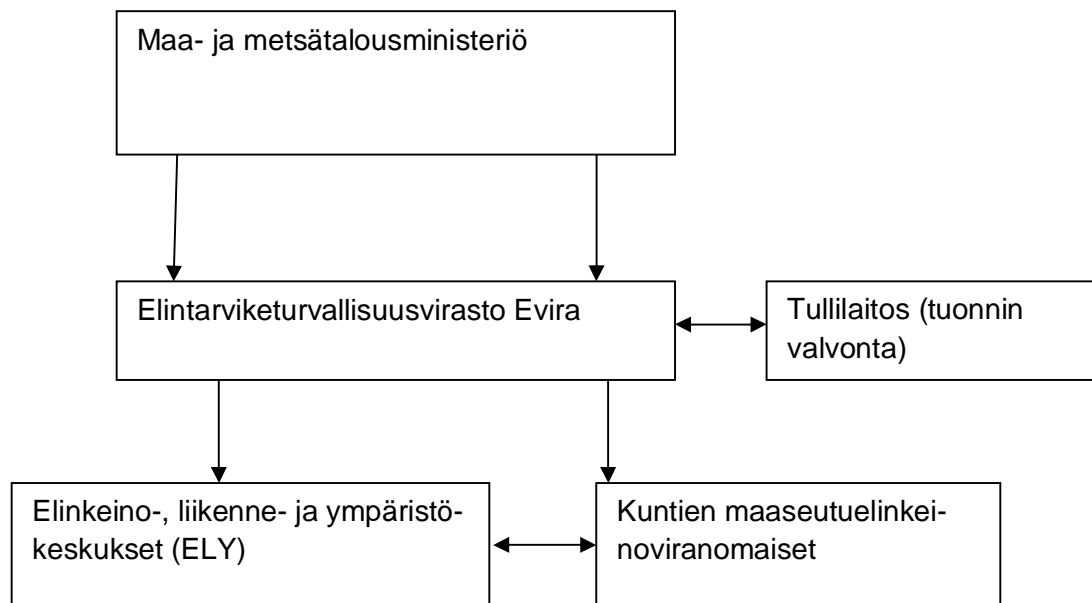 Maa- ja metsätalousministeriö
Elintarviketurvallisuusvirasto Evira
Tullilaitos (tuonnin
valvonta)
Elinkeino-, liikenne- ja ympäristö-
keskukset (ELY)
Kuntien maaseutuelinkei-
noviranomaiset